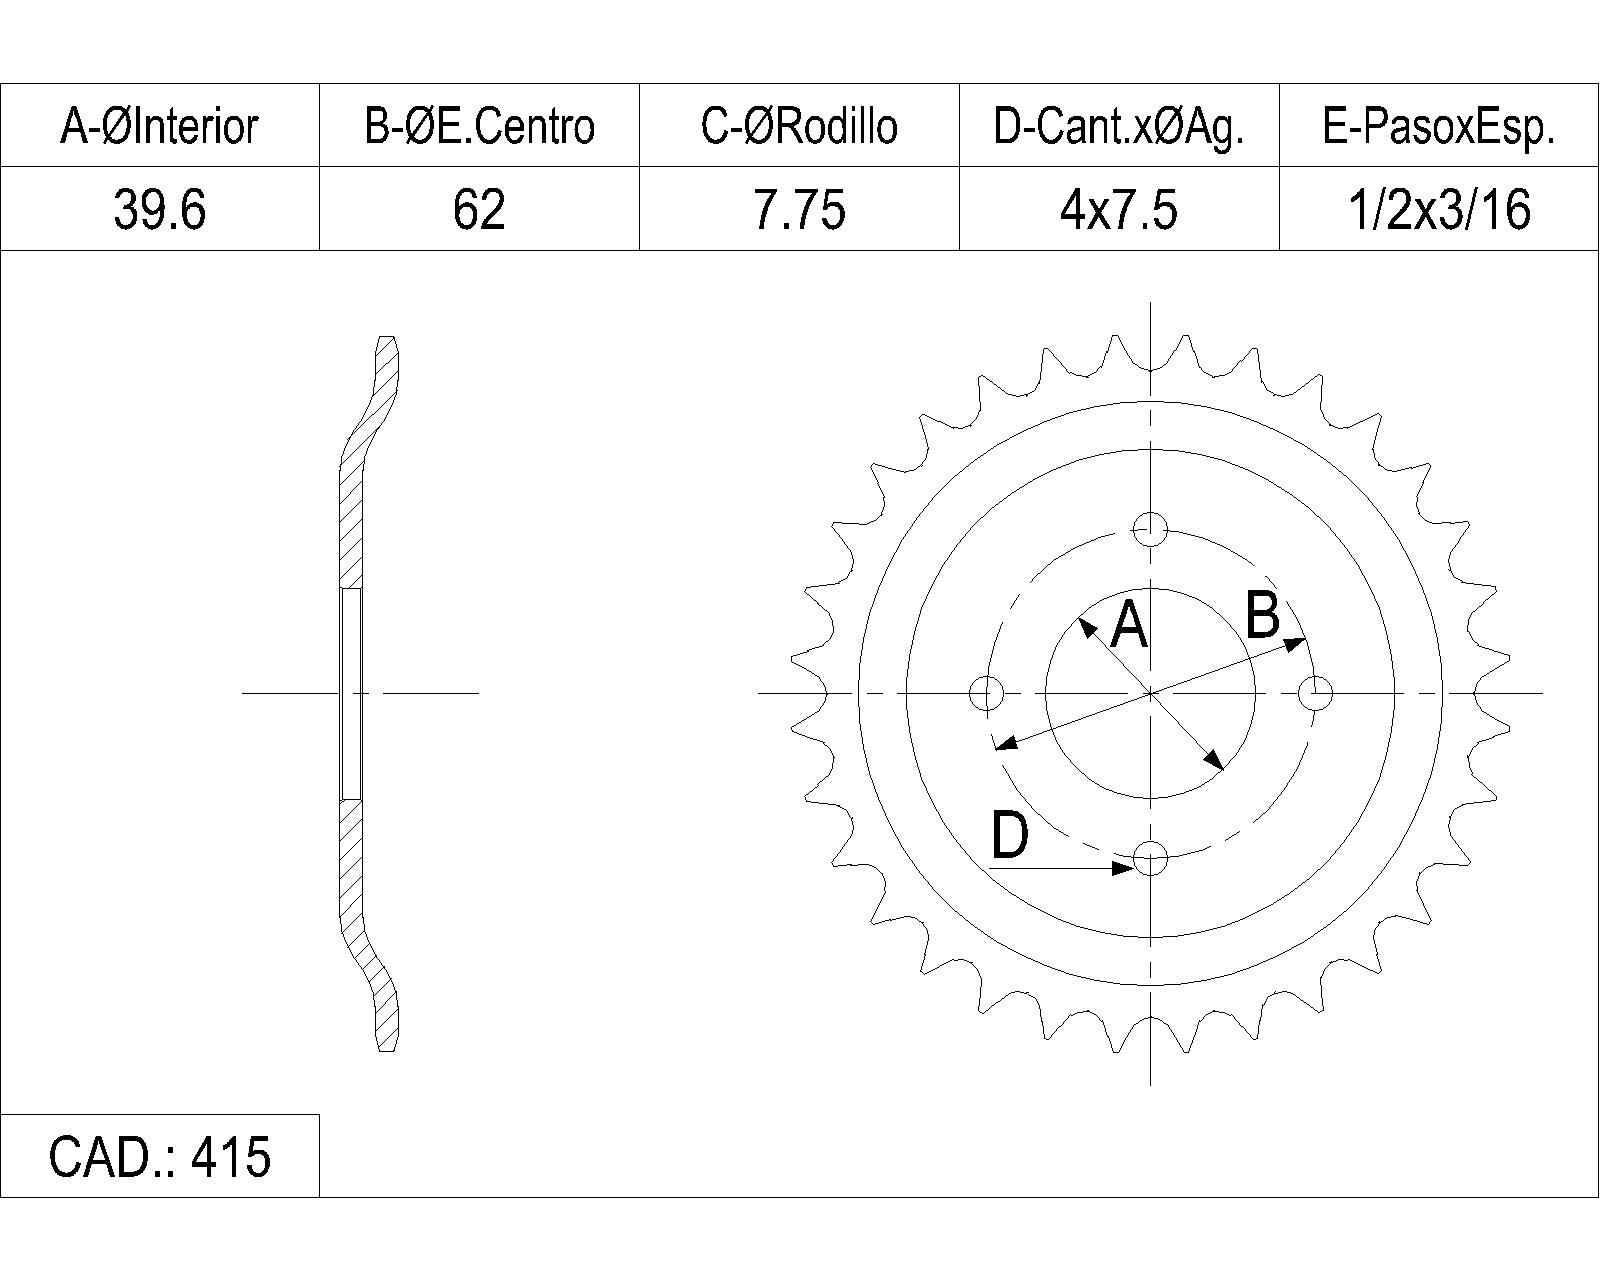 A-ØInterior B-ØE.Centro C-ØRodillo D-Cant.xØAg. E-PasoxEsp.
39.6 62 7.75 4x7.5 1/2x3/16
A B
D
CAD.: 415